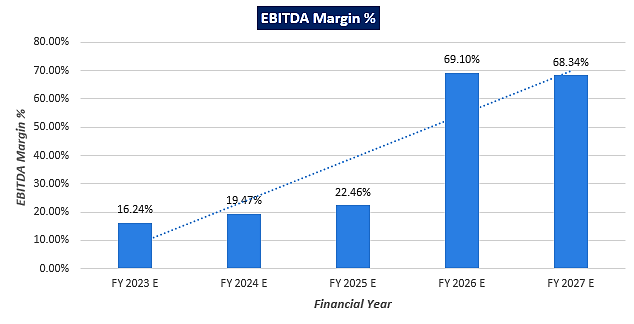 EBITDA Margin %
80.00%
70.00%
60.00%
50.00%
40.00%
30.00%
20.00%
10.00%
0.00%
EBITDA Margin %
16.24%
19.47%
22.46%
69.10%
68.34%
FY 2023 E
FY 2024 E
FY 2025 E
FY 2026 E
FY 2027 E
Financial Year